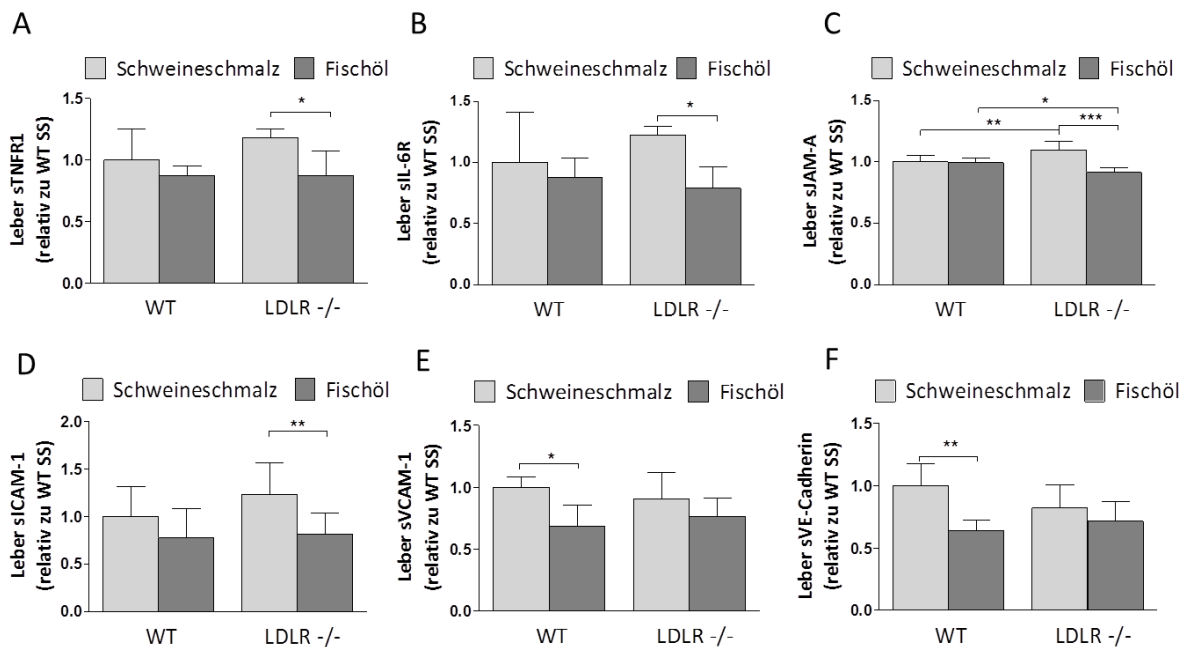 A
Schweineschmalz Fischöl
Leber sTNFR1
(relativ zu WT SS)
1.5
1.0
0.5
0.0
*
WT LDLR -/-
B
Schweineschmalz Fischöl
Leber sIL-6R
(relativ zu WT SS)
1.5
1.0
0.5
0.0
*
WT LDLR -/-
C
Schweineschmalz Fischöl
Leber sJAM-A
(relativ zu WT SS)
1.5
1.0
0.5
0.0
*
** ***
WT LDLR -/-
D
Schweineschmalz Fischöl
Leber sICAM-1
(relativ zu WT SS)
2.0
1.5
1.0
0.5
0.0
**
WT LDLR -/-
E
Schweineschmalz Fischöl
Leber sVCAM-1
(relativ zu WT SS)
1.5
1.0
0.5
0.0
*
WT LDLR -/-
F
Schweineschmalz Fischöl
Leber sVE-Cadherin
(relativ zu WT SS)
1.5
1.0
0.5
0.0
**
WT LDLR -/-